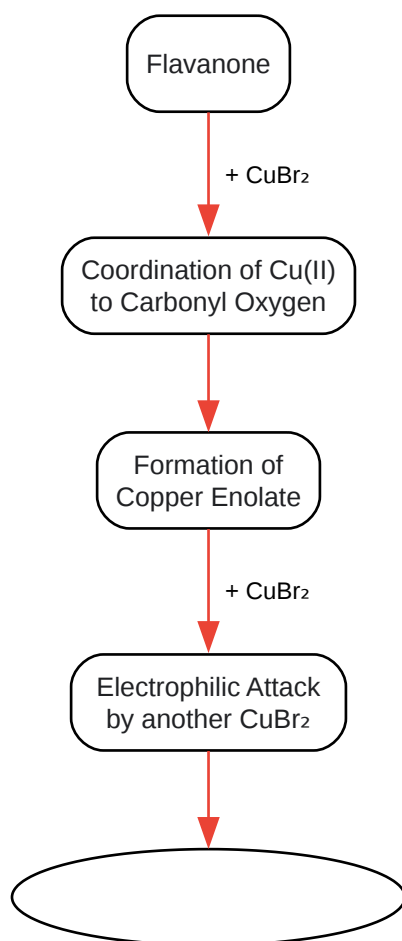 Flavanone
+ CuBr₂
Coordination of Cu(II)
to Carbonyl Oxygen
Formation of
Copper Enolate
+ CuBr₂
Electrophilic Attack
by another CuBr₂